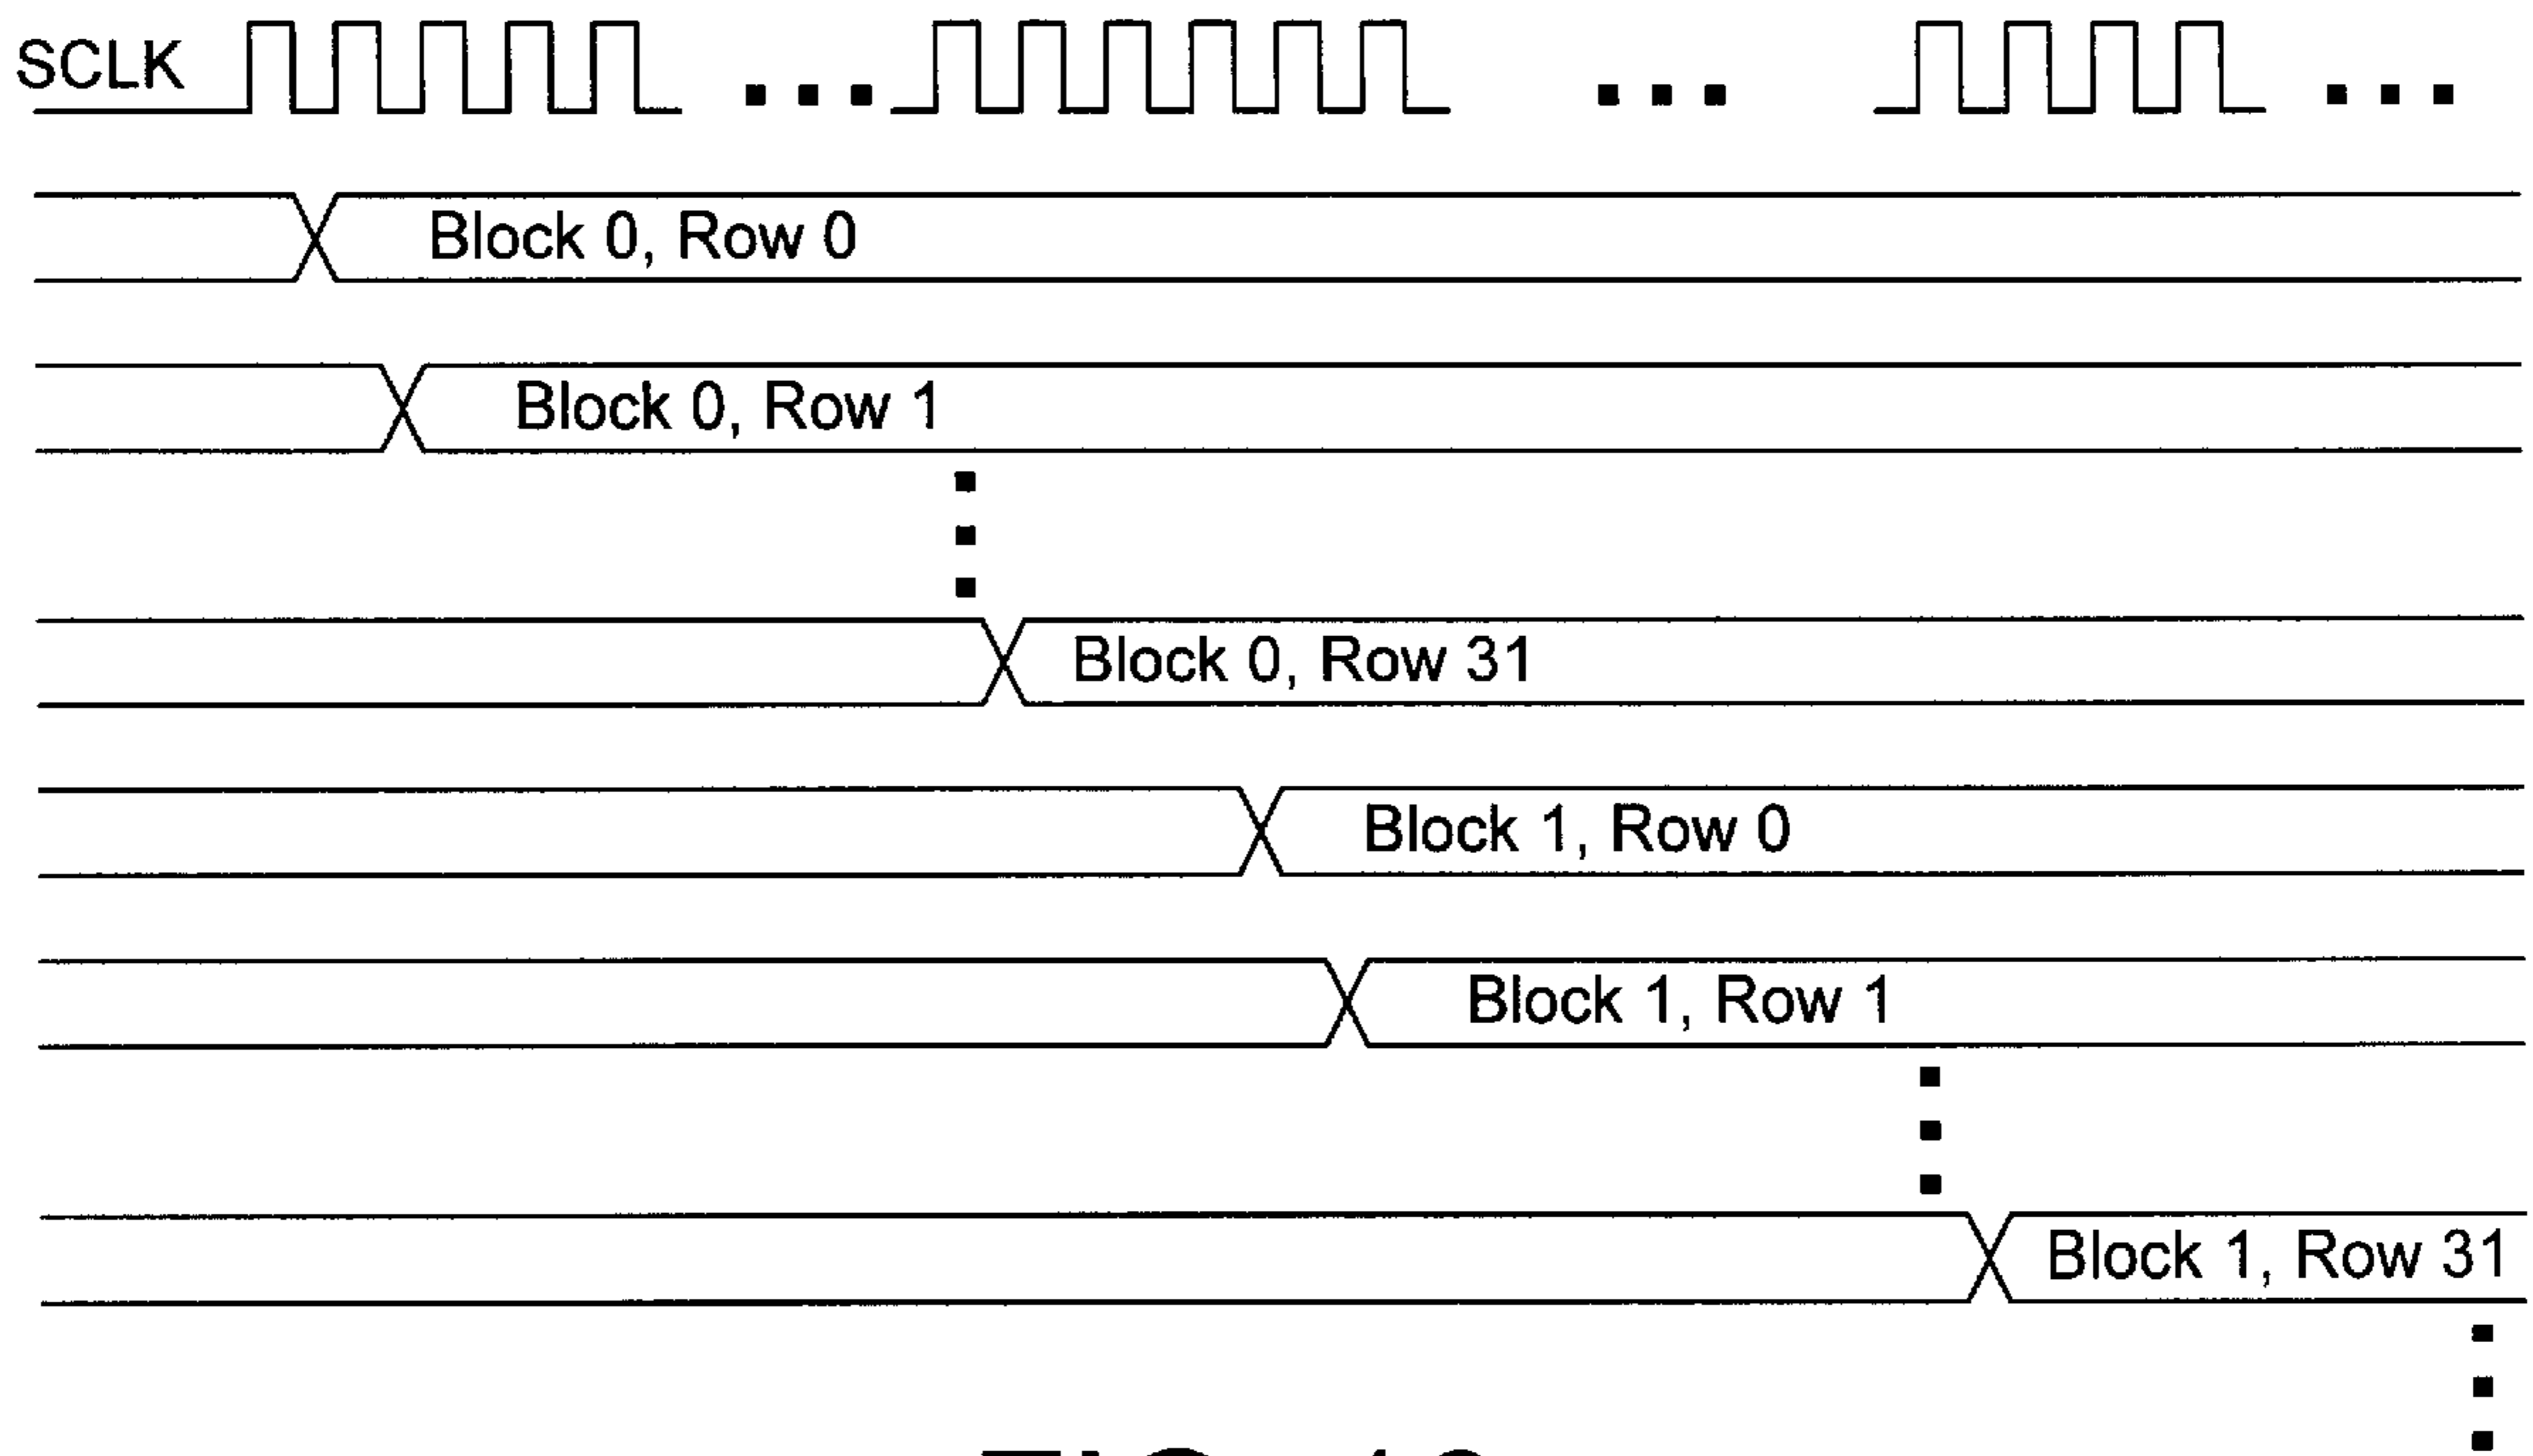 SCLK
Block 0, Row 0
Block 0, Row 1
Block 0, Row 31
Block 1, Row 0
Block 1, Row 1
Block 1, Row 31